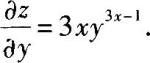 ∂z/∂y = 3xy^{3x-1}.